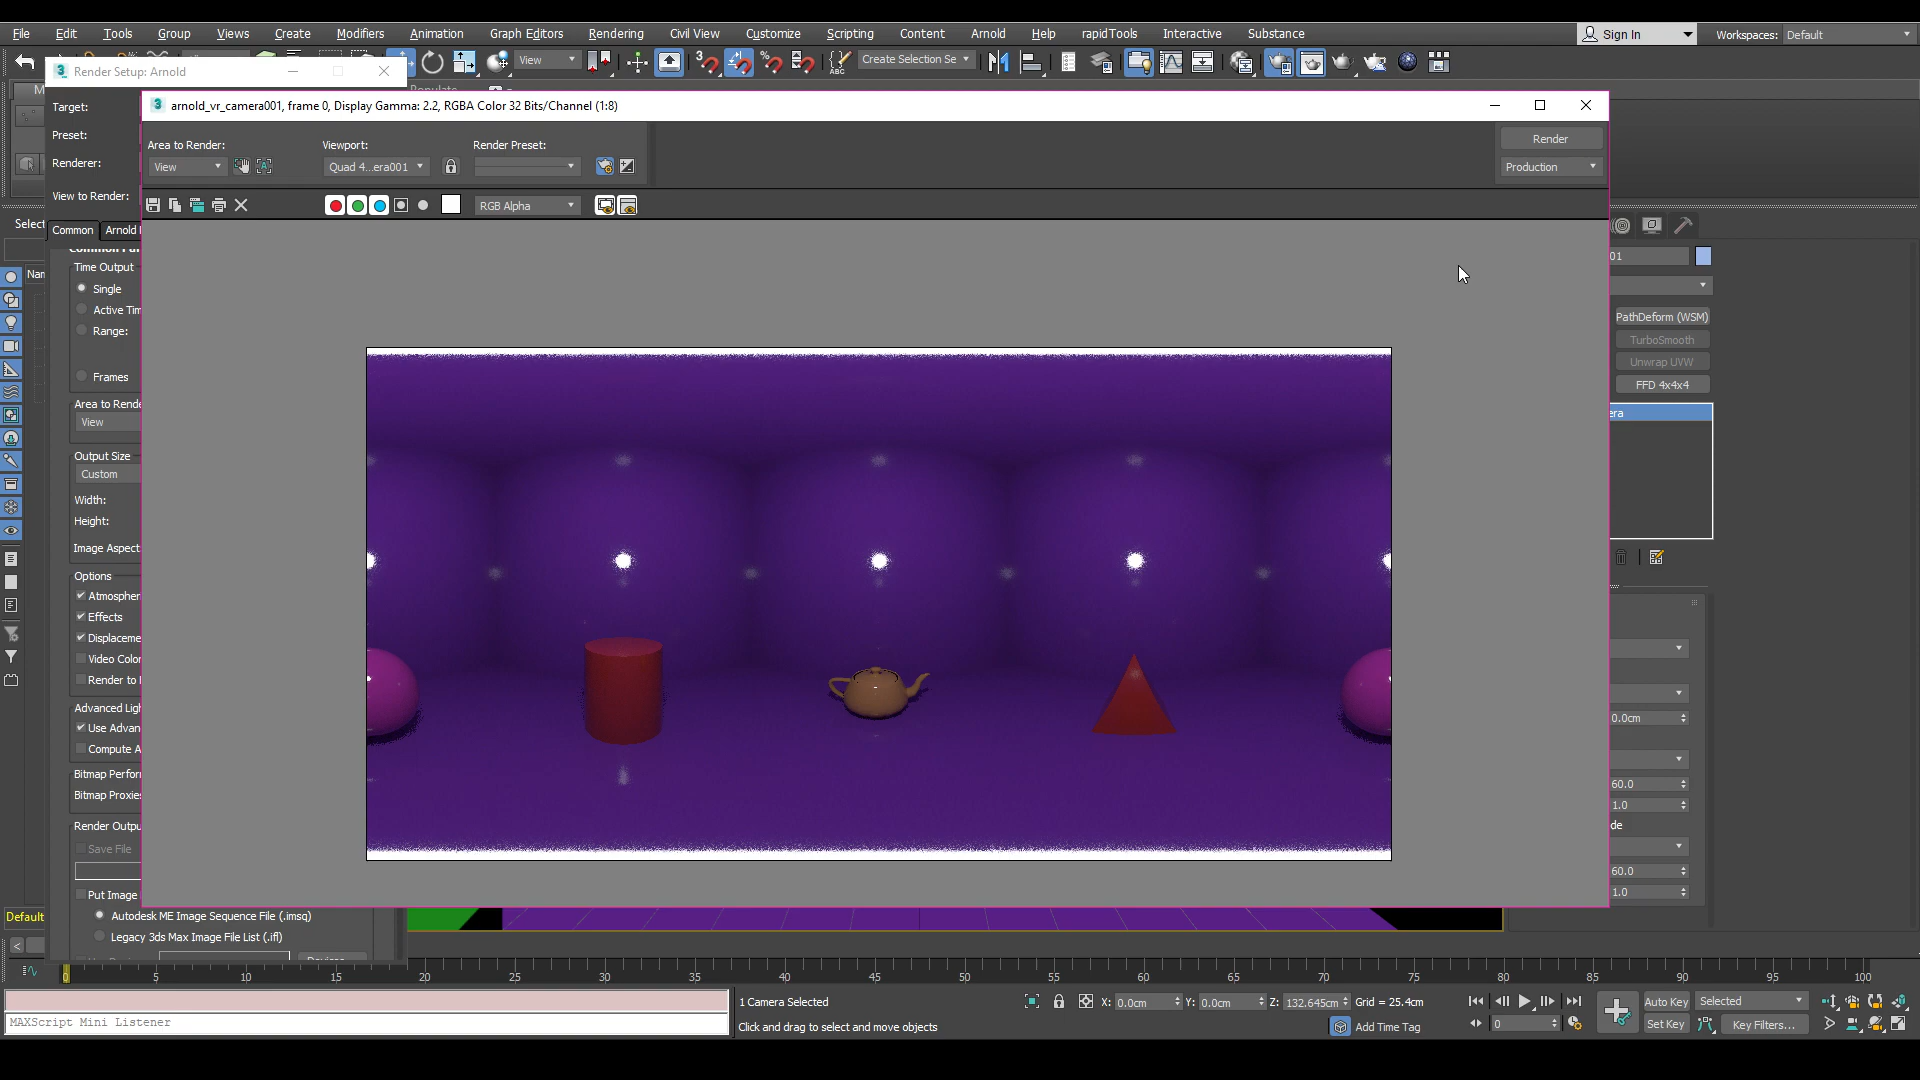 File Edit Tools Group Views Create Modifiers Animation Graph Editors Rendering Civil View Customize Scripting Content Arnold Help rapidTools Interactive Substance Sign In Workspaces: Default
View Create Selection Se
3 Render Setup: Arnold
Populate
Target:
Preset:
Renderer:
View to Render:
3 arnold_vr_camera001, frame 0, Display Gamma: 2.2, RGBA Color 32 Bits/Channel (1:8)
Area to Render: Viewport: Render Preset: Render
View Quad 4...era001 Production
RGB Alpha
Select
Common Arnold
Time Output
Single
Active Tim
Range:
Frames
Area to Rende
View
Output Size
Custom
Width:
Height:
Image Aspect
Options
Atmospher
Effects
Displaceme
Video Color
Render to
Advanced Lig
Use Advan
Compute A
Bitmap Perfor
Bitmap Proxie
Render Outpu
Save File
Put Image
Autodesk ME Image Sequence File (.imsq)
Legacy 3ds Max Image File List (.ifl)
01
PathDeform (WSM)
TurboSmooth
Unwrap UVW
FFD 4x4x4
era
0.0cm
60.0
1.0
de
60.0
1.0
Default
0 5 10 15 20 25 30 35 40 45 50 55 60 65 70 75 80 85 90 95 100
1 Camera Selected X: 0.0cm Y: 0.0cm Z: 132.645cm Grid = 25.4cm Auto Key Selected
MAXScript Mini Listener
Click and drag to select and move objects Add Time Tag 0 Set Key Key Filters...